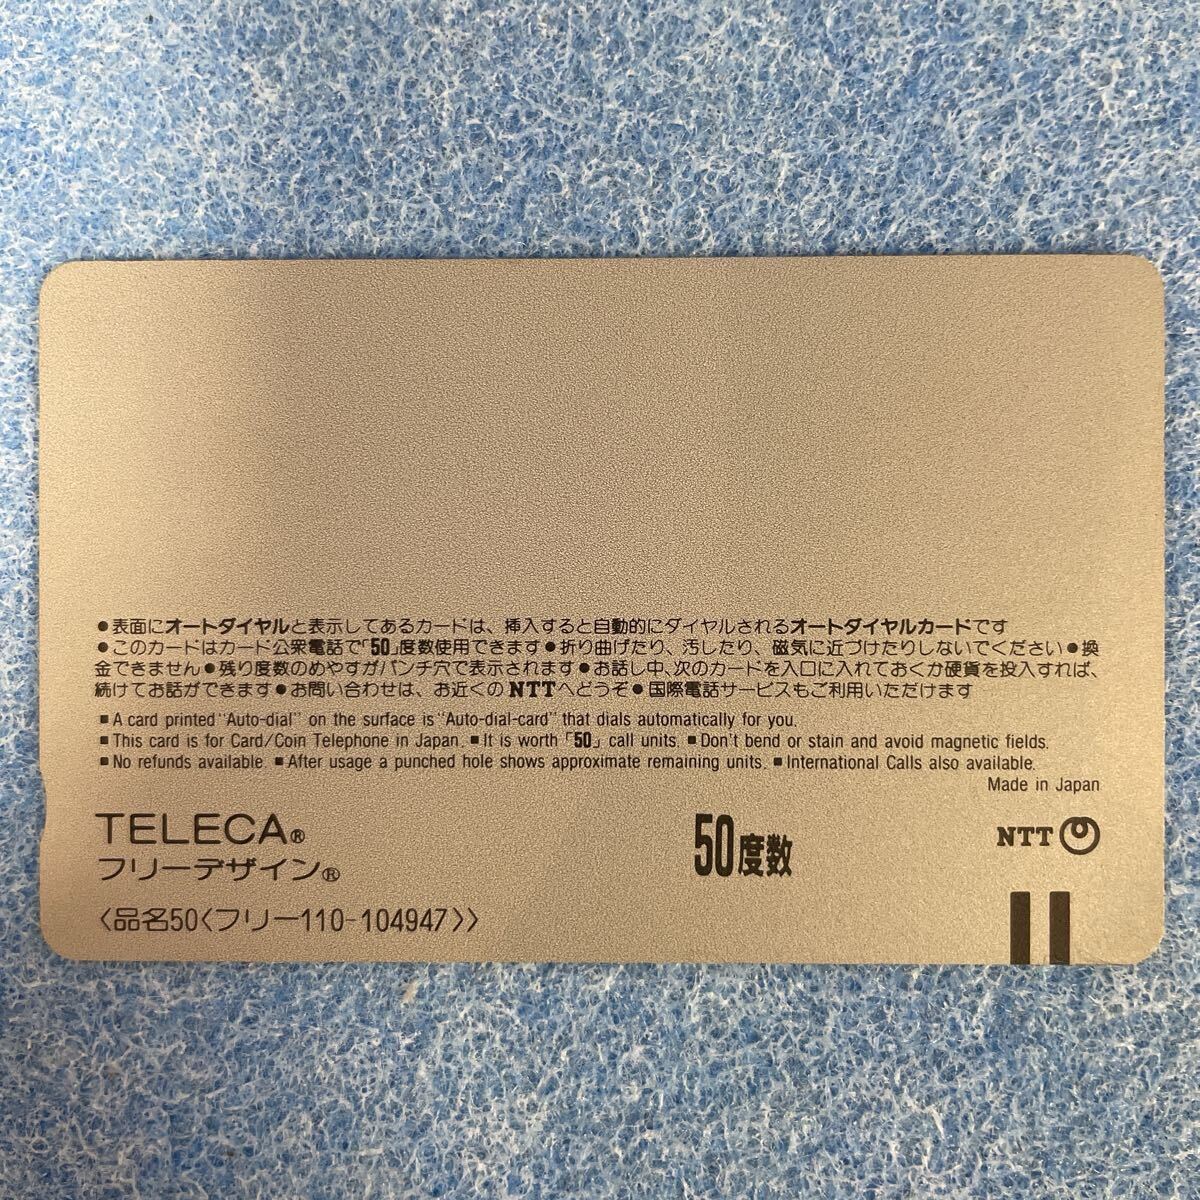 ●表面にオートダイヤルと表示してあるカードは、挿入すると自動的にダイヤルされるオートダイヤルカードです
●このカードはカード公衆電話で「50」度数使用できます●折り曲げたり、汚したり、磁気に近づけたりしないでください●換
金できません●残り度数のめやすがパンチ穴で表示されます●お話し中、次のカードを入口に入れておくか硬貨を投入すれば、
続けてお話ができます●お問い合わせは、お近くのNTTへどうぞ●国際電話サービスもご利用いただけます
■A card printed "Auto-dial" on the surface is "Auto-dial-card" that dials automatically for you.
■This card is for Card/Coin Telephone in Japan. ■It is worth「50」call units. ■Don't bend or stain and avoid magnetic fields.
■No refunds available ■After usage a punched hole shows approximate remaining units. ■International Calls also available.
Made in Japan
TELECA®
フリーデザイン®
50度数
NTT
〈品名50〈フリー110-104947〉〉